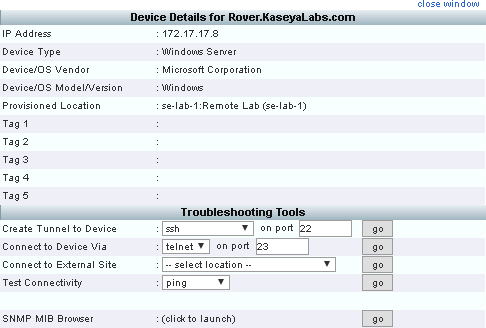 close window
Device Details for Rover.KaseyaLabs.com
IP Address : 172.17.17.8
Device Type : Windows Server
Device/OS Vendor : Microsoft Corporation
Device/OS Model/Version : Windows
Provisioned Location : se-lab-1:Remote Lab (se-lab-1)
Tag 1 :
Tag 2 :
Tag 3 :
Tag 4 :
Tag 5 :
Troubleshooting Tools
Create Tunnel to Device : ssh on port 22 go
Connect to Device Via : telnet on port 23 go
Connect to External Site : -- select location -- go
Test Connectivity : ping go
SNMP MIB Browser : (click to launch) go